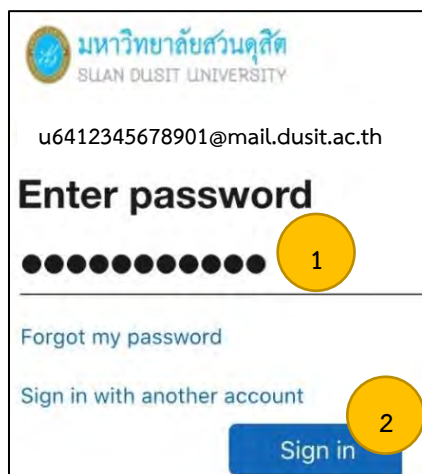 มหาวิทยาลัยสวนดุสิต
SUAN DUSIT UNIVERSITY
u6412345678901@mail.dusit.ac.th
Enter password
●●●●●●●●●●●
1
Forgot my password
Sign in with another account
2
Sign in